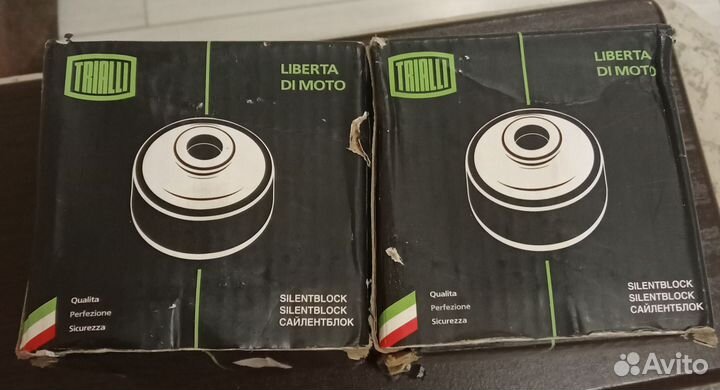 TRIALLI
LIBERTA
DI MOTO
Qualita
Perfezione
Sicurezza
SILENTBLOCK
SILENTBLOCK
САЙЛЕНТБЛОК
TRIALLI
LIBERTA
DI MOTO
Qualita
Perfezione
Sicurezza
SILENTBLOCK
SILENTBLOCK
САЙЛЕНТБЛОК
Avito